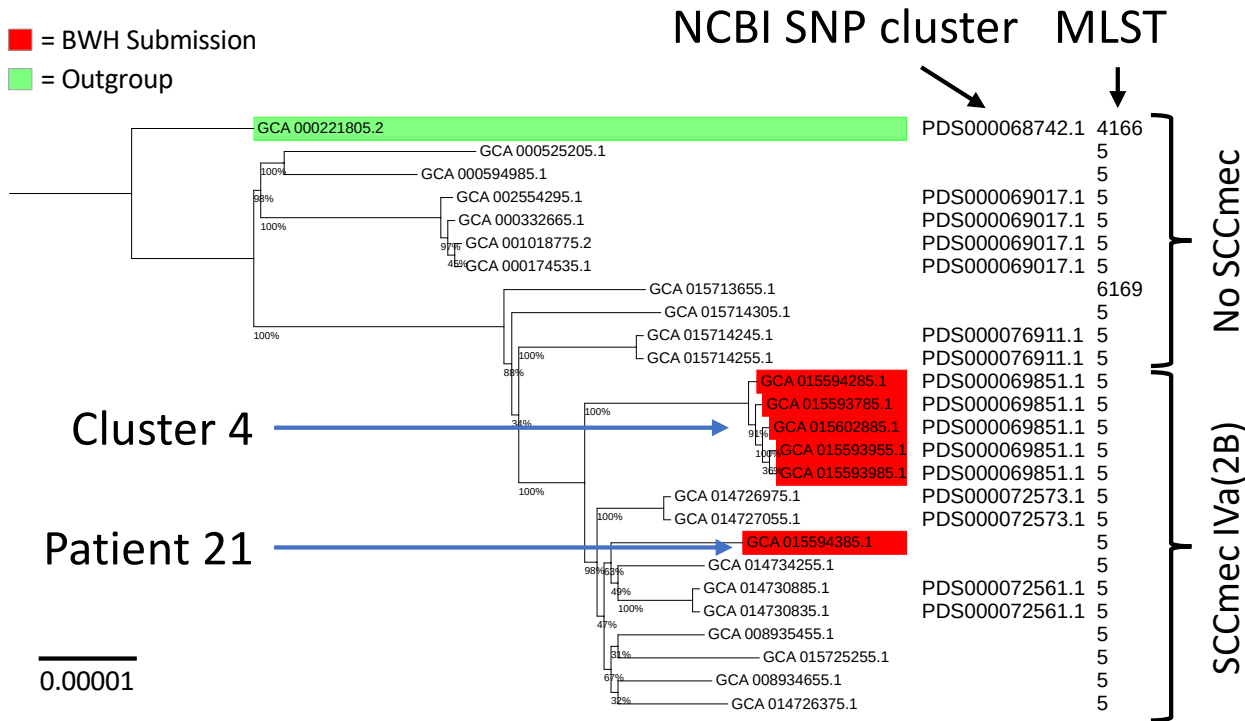 NCBI SNP cluster MLST
= BWH Submission
= Outgroup
GCA 000221805.2 PDS000068742.1 4166
GCA 000525205.1 5
100%
GCA 000594985.1 5
98%
GCA 002554295.1 PDS000069017.1 5
GCA 000332665.1 PDS000069017.1 5
100%
GCA 001018775.2 PDS000069017.1 5
97%
GCA 000174535.1 PDS000069017.1 5
45%
No SCCmec
GCA 015713655.1 6169
GCA 015714305.1 5
100%
GCA 015714245.1 PDS000076911.1 5
100%
GCA 015714255.1 PDS000076911.1 5
88%
GCA 015594285.1 PDS000069851.1 5
GCA 015593785.1 PDS000069851.1 5
100%
Cluster 4
34%
GCA 015602885.1 PDS000069851.1 5
91%
GCA 015593955.1 PDS000069851.1 5
100%
GCA 015593985.1 PDS000069851.1 5
36%
100%
GCA 014726975.1 PDS000072573.1 5
100%
GCA 014727055.1 PDS000072573.1 5
Patient 21
GCA 015594385.1 5
SCCmec IVa(2B)
GCA 014734255.1 5
98%
63%
GCA 014730885.1 PDS000072561.1 5
49%
GCA 014730835.1 PDS000072561.1 5
100%
47%
GCA 008935455.1 5
GCA 015725255.1 5
31%
GCA 008934655.1 5
67%
GCA 014726375.1 5
32%
0.00001